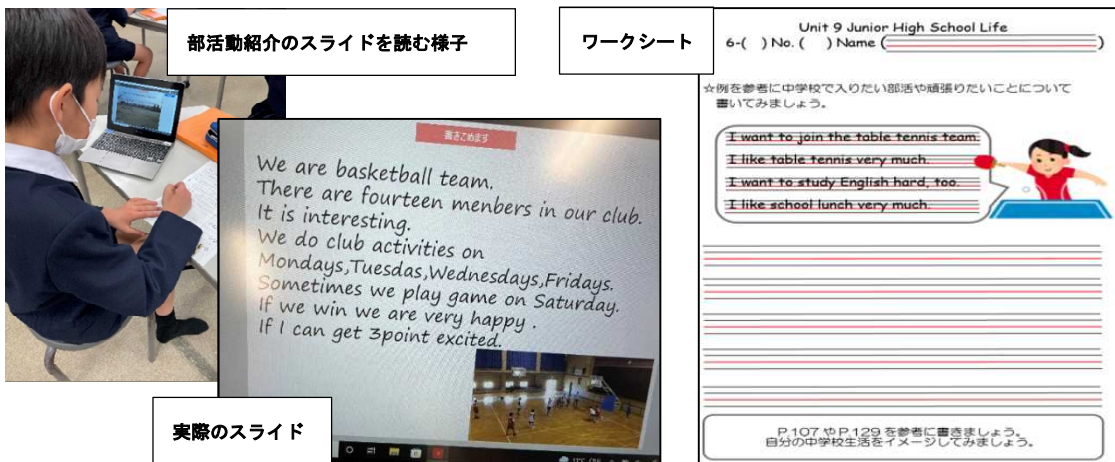 部活動紹介のスライドを読む様子
ワークシート
実際のスライド
書きこめます
We are basketball team.
There are fourteen menbers in our club.
It is interesting.
We do club activities on
Mondays,Tuesdas,Wednesdays,Fridays.
Sometimes we play game on Saturday.
If we win we are very happy .
If I can get 3point excited.
Unit 9 Junior High School Life
6-( ) No. ( ) Name ( )
☆例を参考に中学校で入りたい部活や頑張りたいことについて
書いてみましょう。
I want to join the table tennis team.
I like table tennis very much.
I want to study English hard, too.
I like school lunch very much.
P.107 や P.129 を参考に書きましょう。
自分の中学校生活をイメージしてみましょう。